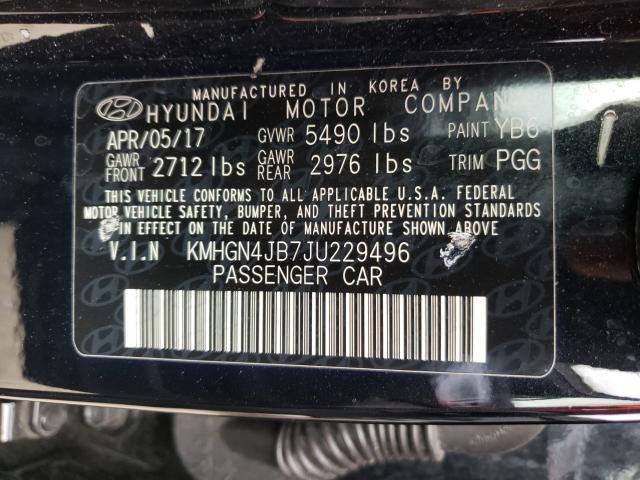 MANUFACTURED IN KOREA BY
HYUNDAI MOTOR COMPAN
APR/05/17 GVWR 5490 lbs PAINT YB6
GAWR FRONT 2712 lbs GAWR REAR 2976 lbs TRIM PGG
THIS VEHICLE CONFORMS TO ALL APPLICABLE U.S.A. FEDERAL
MOTOR VEHICLE SAFETY, BUMPER, AND THEFT PREVENTION STANDARDS
IN EFFECT ON THE DATE OF MANUFACTURE SHOWN ABOVE
V.I.N KMHGN4JB7JU229496
PASSENGER CAR